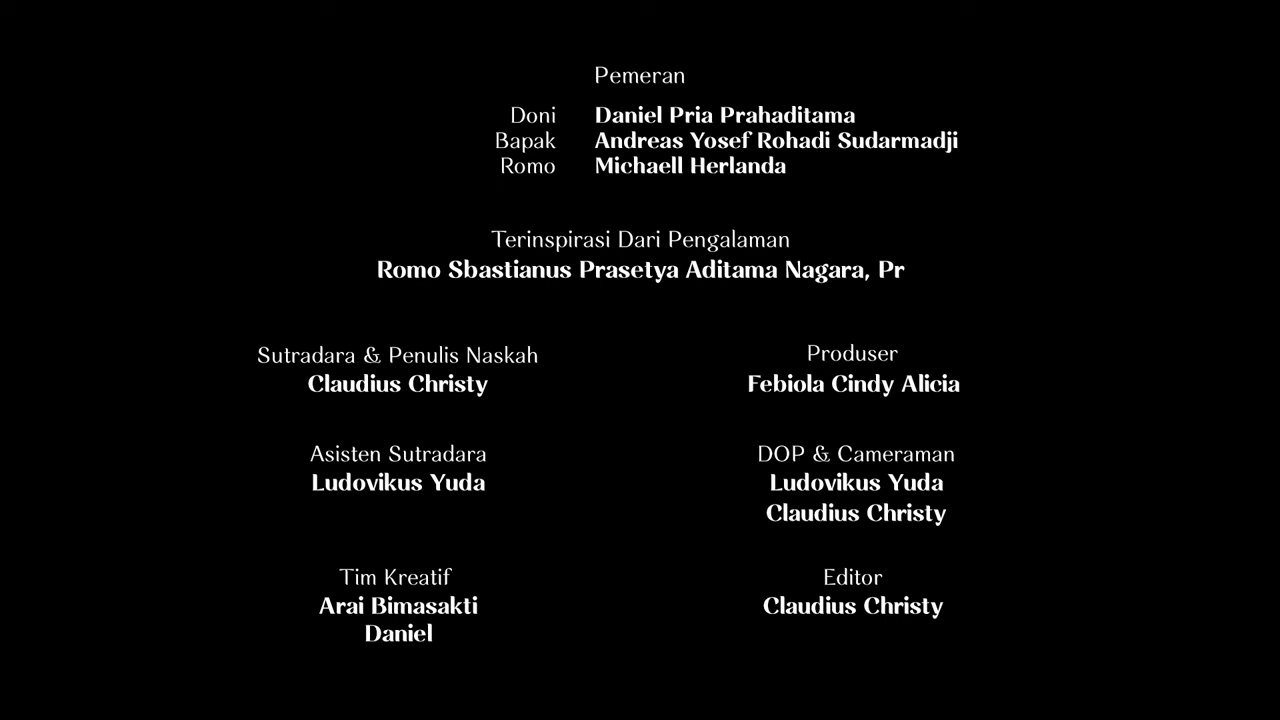 Pemeran
Doni Daniel Pria Prahaditama
Bapak Andreas Yosef Rohadi Sudarmadji
Romo Michaell Herlanda
Terinspirasi Dari Pengalaman
Romo Sbastianus Prasetya Aditama Nagara, Pr
Sutradara & Penulis Naskah
Claudius Christy
Produser
Febiola Cindy Alicia
Asisten Sutradara
Ludovikus Yuda
DOP & Cameraman
Ludovikus Yuda
Claudius Christy
Tim Kreatif
Arai Bimasakti
Daniel
Editor
Claudius Christy